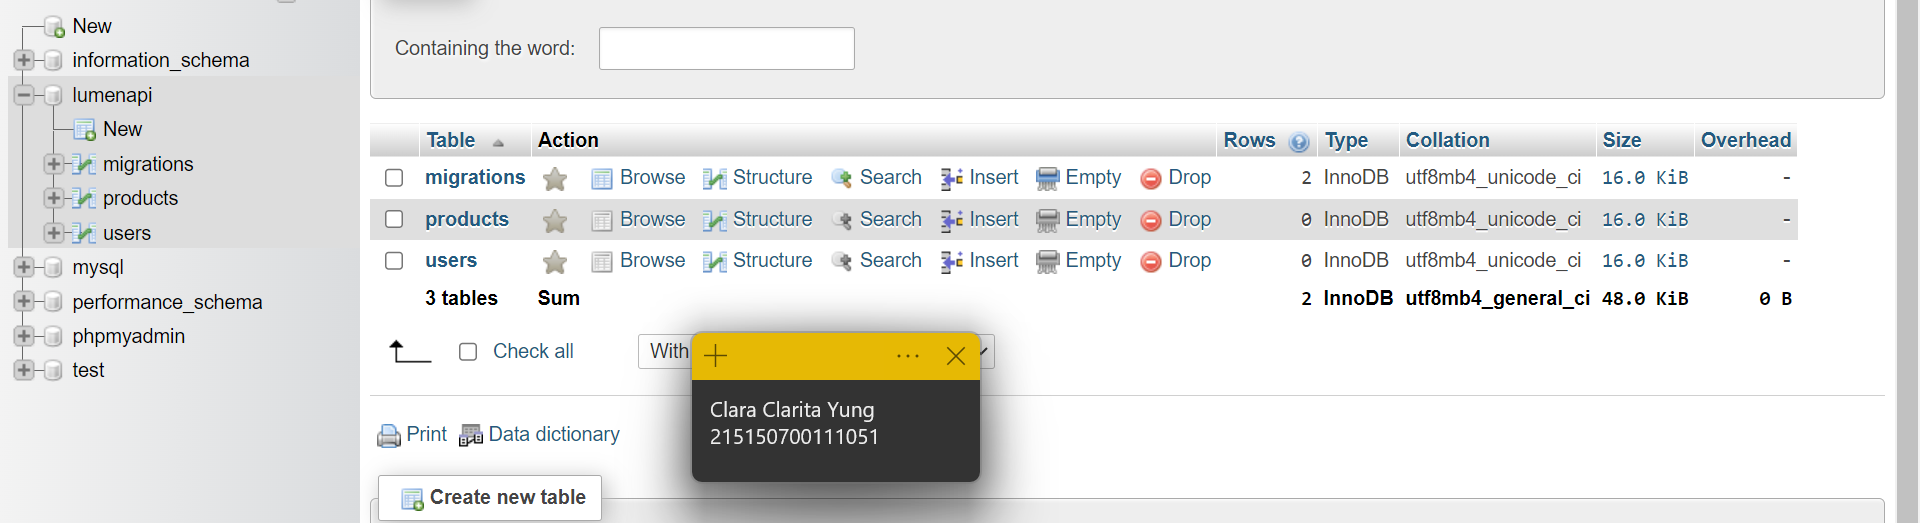 New
information_schema
lumenapi
New
migrations
products
users
mysql
performance_schema
phpmyadmin
test
Containing the word:
Table Action Rows Type Collation Size Overhead
migrations Browse Structure Search Insert Empty Drop 2 InnoDB utf8mb4_unicode_ci 16.0 KiB -
products Browse Structure Search Insert Empty Drop 0 InnoDB utf8mb4_unicode_ci 16.0 KiB -
users Browse Structure Search Insert Empty Drop 0 InnoDB utf8mb4_unicode_ci 16.0 KiB -
3 tables Sum 2 InnoDB utf8mb4_general_ci 48.0 KiB 0 B
Check all With
Clara Clarita Yung
215150700111051
Print Data dictionary
Create new table